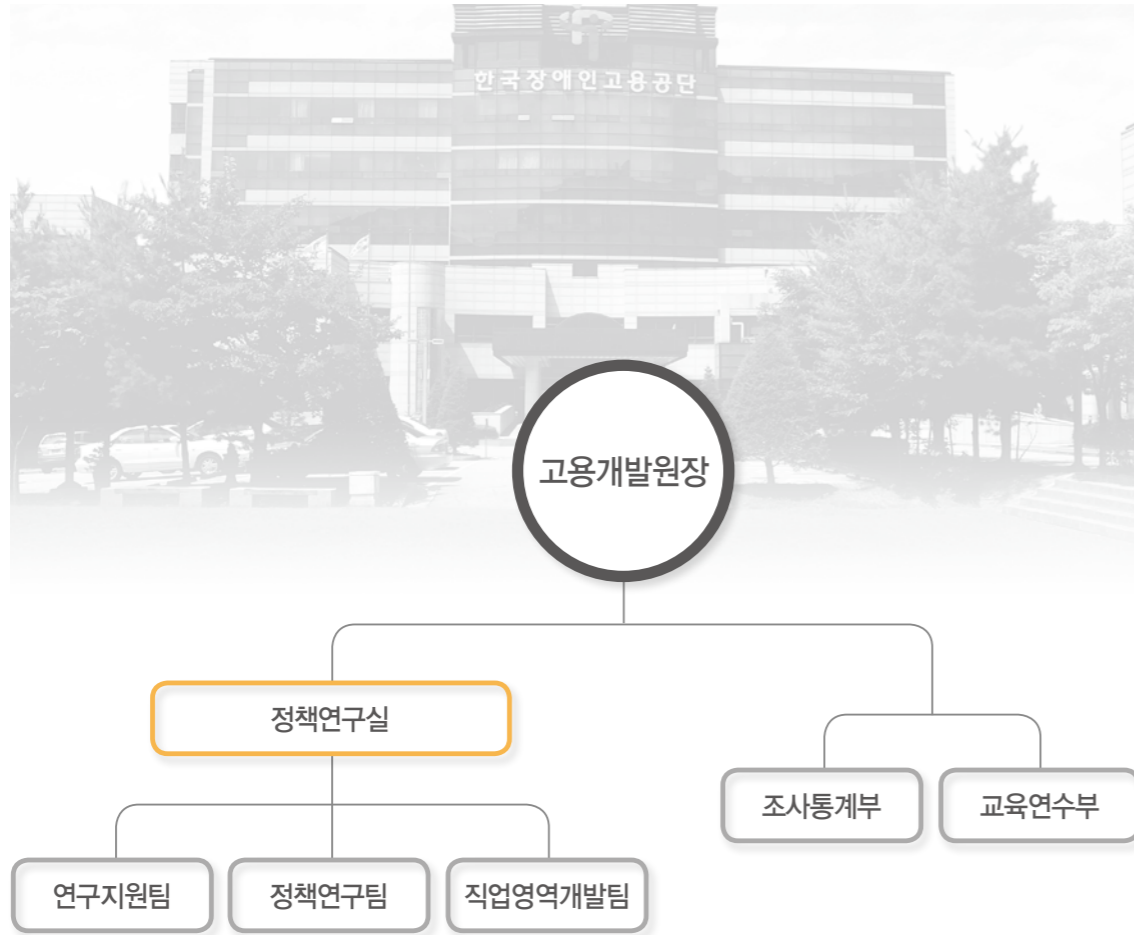 한국장애인고용공단
고용개발원장
정책연구실
조사통계부
교육연수부
연구지원팀
정책연구팀
직업영역개발팀